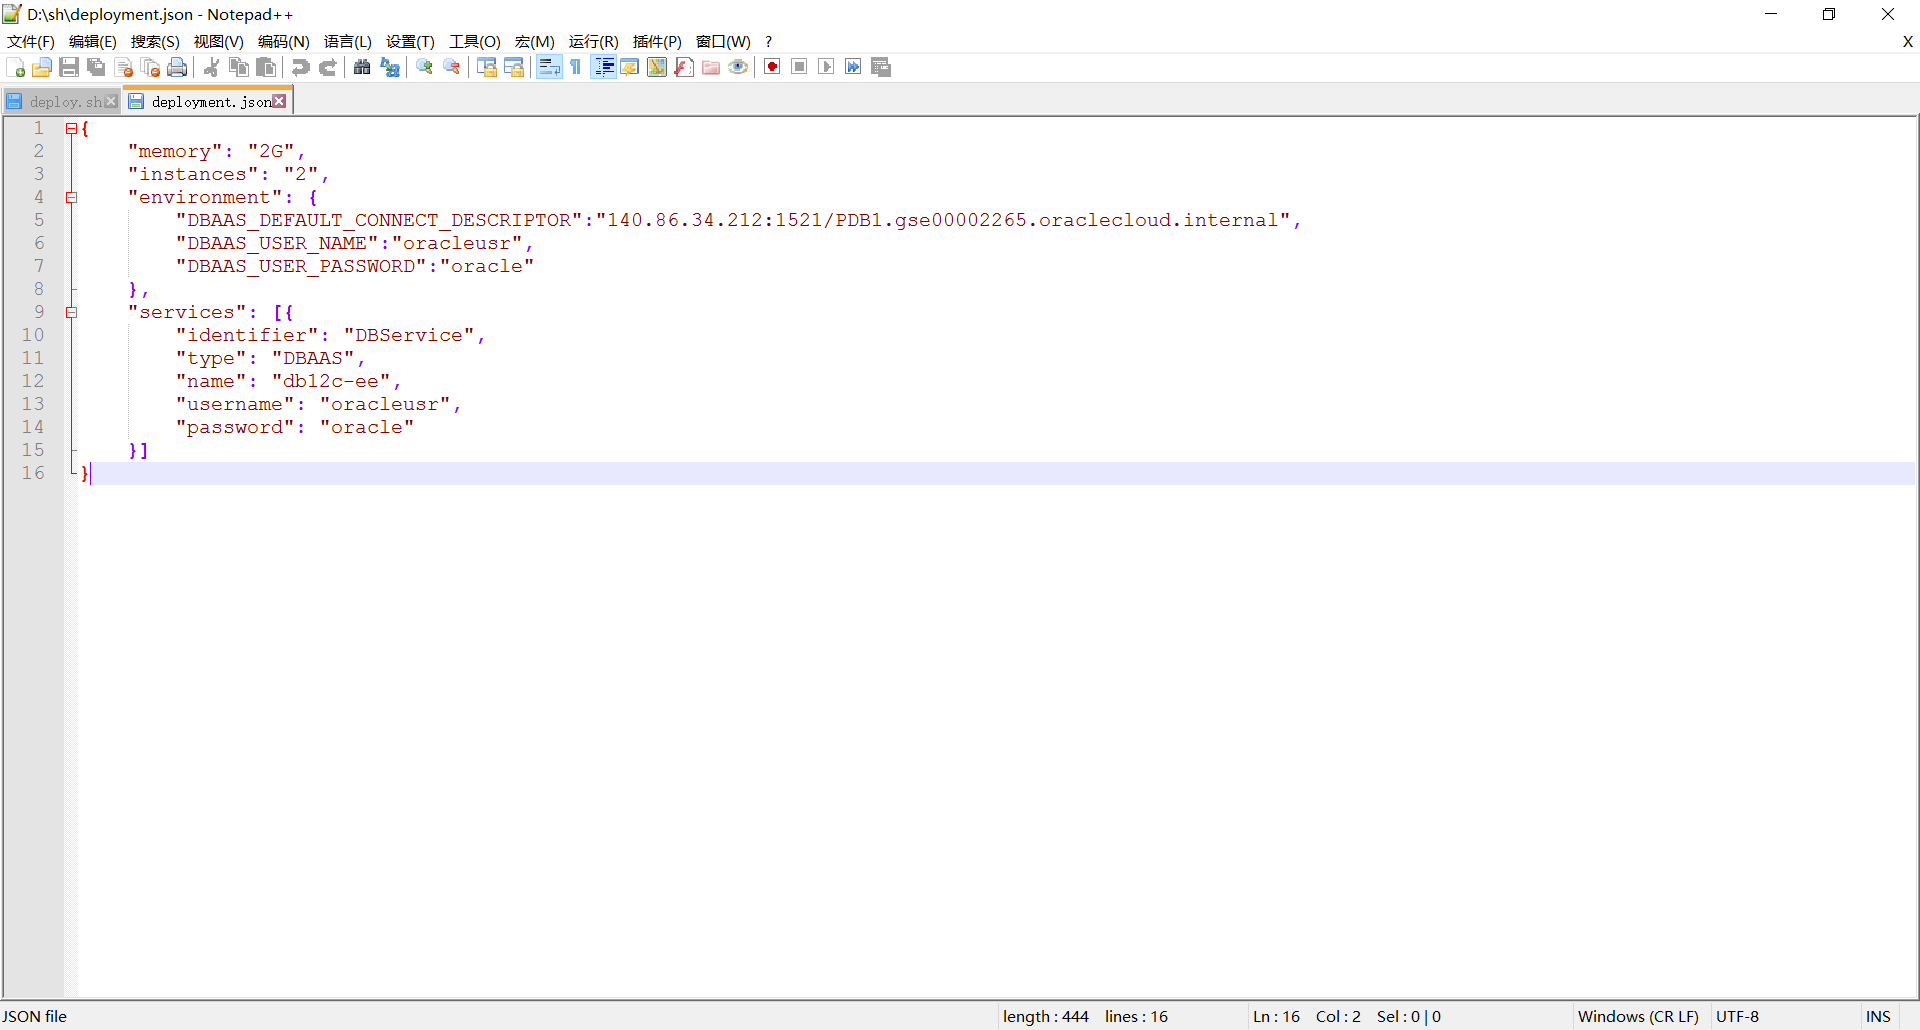 D:\sh\deployment.json - Notepad++
文件(F) 编辑(E) 搜索(S) 视图(V) 编码(N) 语言(L) 设置(T) 工具(O) 宏(M) 运行(R) 插件(P) 窗口(W) ? X
deploy.sh deployment.json
1 {
2 "memory": "2G",
3 "instances": "2",
4 "environment": {
5 "DBAAS_DEFAULT_CONNECT_DESCRIPTOR":"140.86.34.212:1521/PDB1.gse00002265.oraclecloud.internal",
6 "DBAAS_USER_NAME":"oracleusr",
7 "DBAAS_USER_PASSWORD":"oracle"
8 },
9 "services": [{
10 "identifier": "DBService",
11 "type": "DBAAS",
12 "name": "db12c-ee",
13 "username": "oracleusr",
14 "password": "oracle"
15 }]
16 }
JSON file length : 444 lines : 16 Ln : 16 Col : 2 Sel : 0 | 0 Windows (CR LF) UTF-8 INS